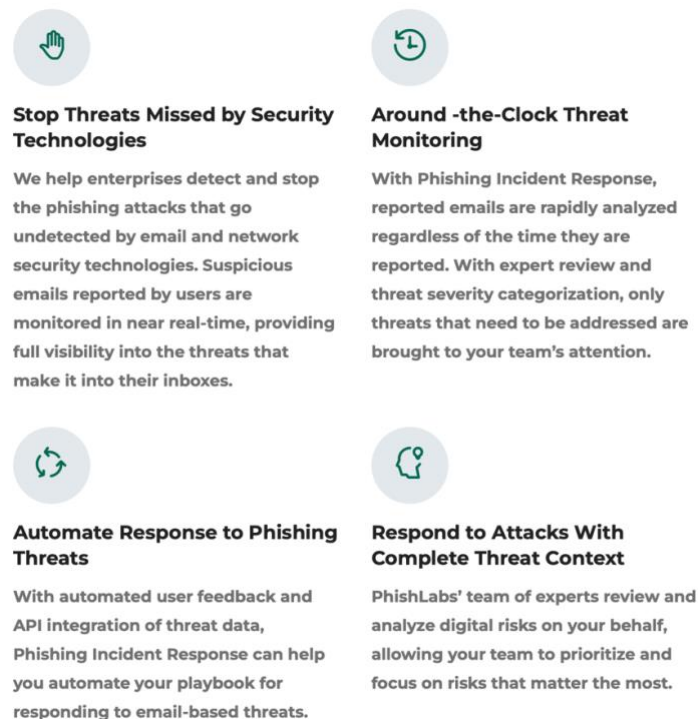 Stop Threats Missed by Security
Technologies
We help enterprises detect and stop
the phishing attacks that go
undetected by email and network
security technologies. Suspicious
emails reported by users are
monitored in near real-time, providing
full visibility into the threats that
make it into their inboxes.
Around -the-Clock Threat
Monitoring
With Phishing Incident Response,
reported emails are rapidly analyzed
regardless of the time they are
reported. With expert review and
threat severity categorization, only
threats that need to be addressed are
brought to your team’s attention.
Automate Response to Phishing
Threats
With automated user feedback and
API integration of threat data,
Phishing Incident Response can help
you automate your playbook for
responding to email-based threats.
Respond to Attacks With
Complete Threat Context
PhishLabs’ team of experts review and
analyze digital risks on your behalf,
allowing your team to prioritize and
focus on risks that matter the most.